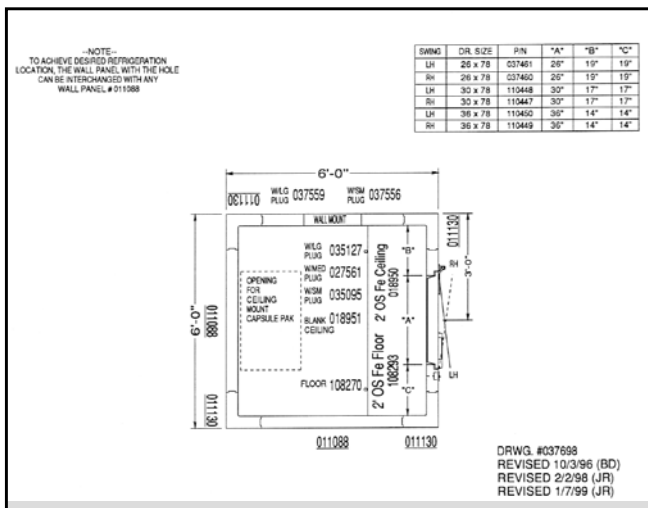 --NOTE--
TO ACHIEVE DESIRED REFRIGERATION
LOCATION, THE WALL PANEL WITH THE HOLE
CAN BE INTERCHANGED WITH ANY
WALL PANEL # 011088
SWING DR. SIZE P/N "A" "B" "C"
LH 26 x 78 037461 26" 19" 19"
RH 26 x 78 037460 26" 19" 19"
LH 30 x 78 110448 30" 17" 17"
RH 30 x 78 110447 30" 17" 17"
LH 36 x 78 110450 36" 14" 14"
RH 36 x 78 110449 36" 14" 14"
6'-0"
011130
W/LG PLUG 037559
W/SM PLUG 037556
WALL MOUNT
011130
3'-0"
RH
LH
6'-0"
011088
011130
OPENING
FOR
CEILING
MOUNT
CAPSULE PAK
W/LG PLUG 035127
W/MED PLUG 027561
W/SM PLUG 035095
BLANK CEILING 018951
FLOOR 108270
2' OS Fe Ceiling
018950
2' OS Fe Floor
108293
"B"
"A"
"C"
011088
011130
DRWG. #037698
REVISED 10/3/96 (BD)
REVISED 2/2/98 (JR)
REVISED 1/7/99 (JR)